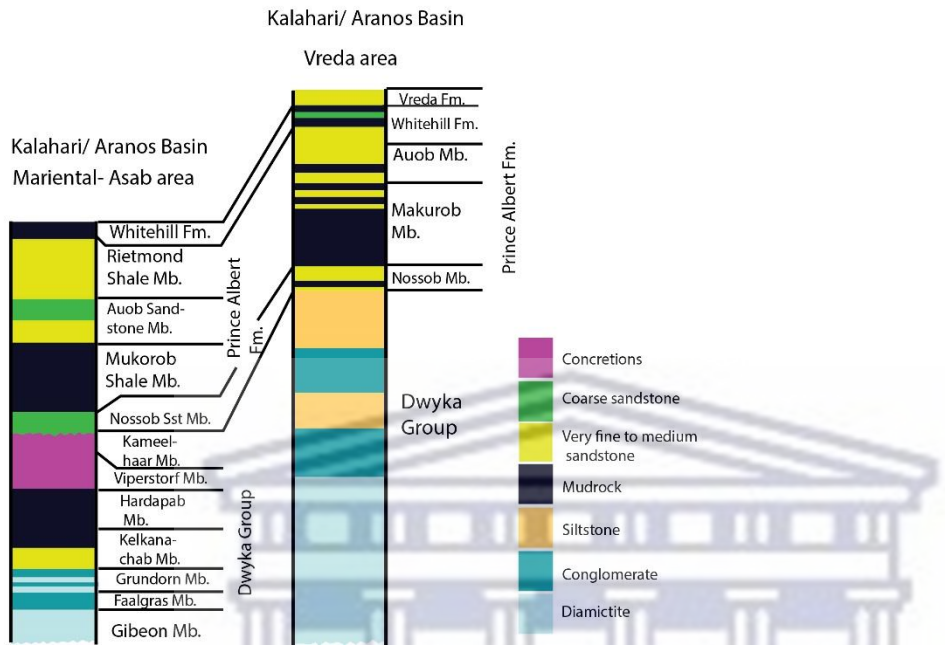 Kalahari/ Aranos Basin
Vreda area
Vreda Fm.
Whitehill Fm.
Auob Mb.
Makurob
Mb.
Nossob Mb.
Prince Albert Fm.
Dwyka
Group
Kalahari/ Aranos Basin
Mariental- Asab area
Whitehill Fm.
Rietmond
Shale Mb.
Auob Sand-
stone Mb.
Mukorob
Shale Mb.
Nossob Sst Mb.
Kameel-
haar Mb.
Viperstorf Mb.
Hardapab
Mb.
Kelkana-
chab Mb.
Grundorn Mb.
Faalgras Mb.
Gibeon Mb.
Prince Albert
Fm.
Dwyka Group
Concretions
Coarse sandstone
Very fine to medium
sandstone
Mudrock
Siltstone
Conglomerate
Diamictite